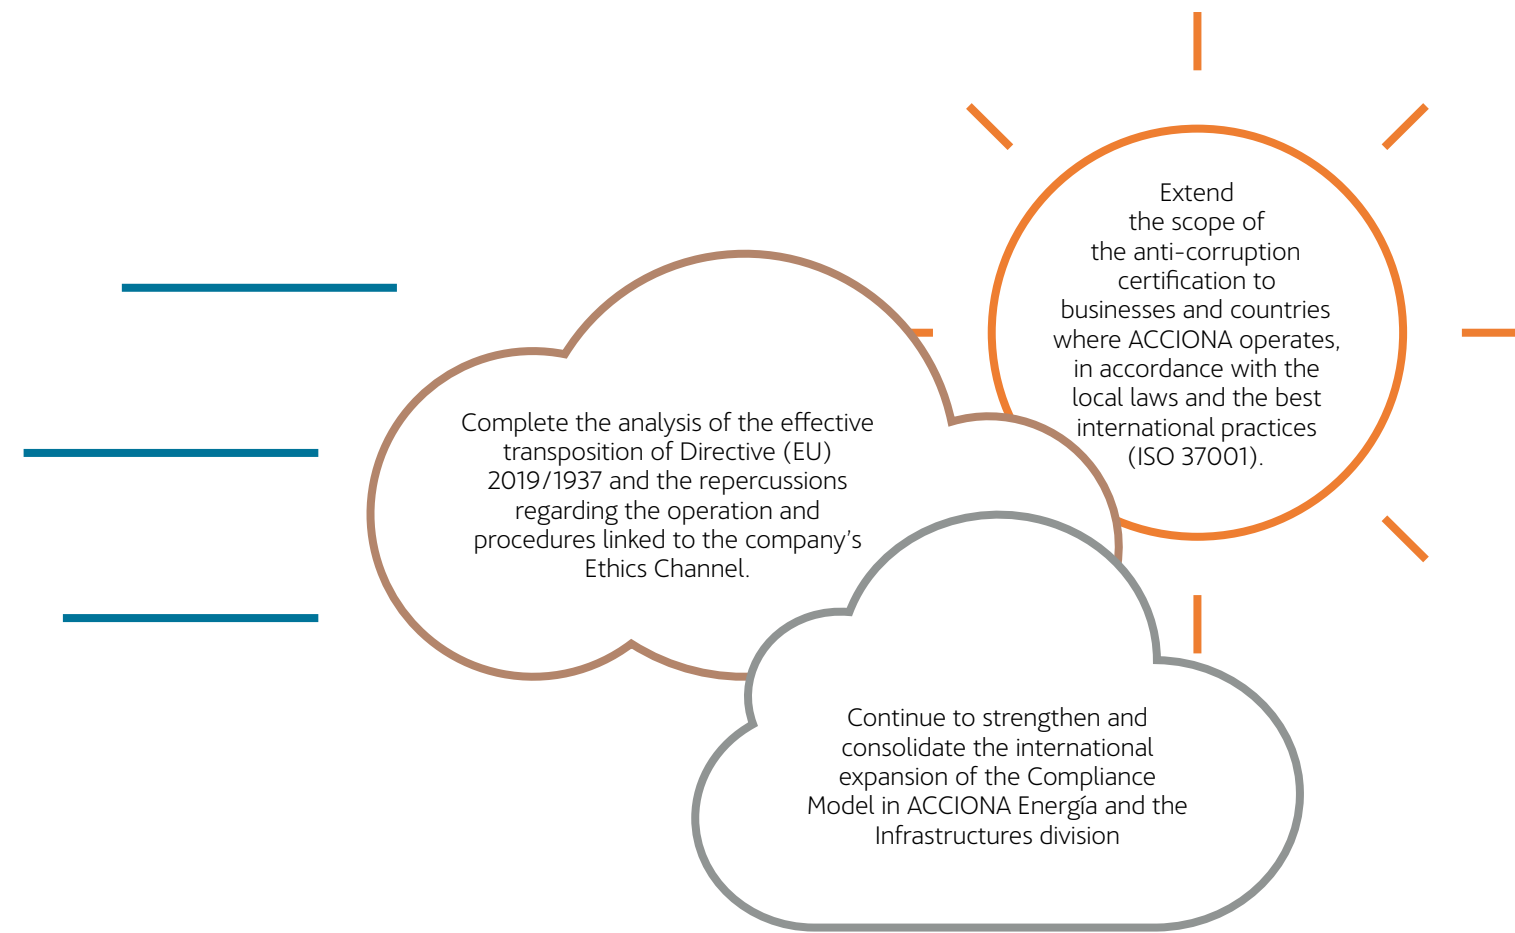 Extend
the scope of
the anti-corruption
certification to
businesses and countries
where ACCIONA operates,
in accordance with the
local laws and the best
international practices
(ISO 37001).
Complete the analysis of the effective
transposition of Directive (EU)
2019/1937 and the repercussions
regarding the operation and
procedures linked to the company’s
Ethics Channel.
Continue to strengthen and
consolidate the international
expansion of the Compliance
Model in ACCIONA Energía and the
Infrastructures division